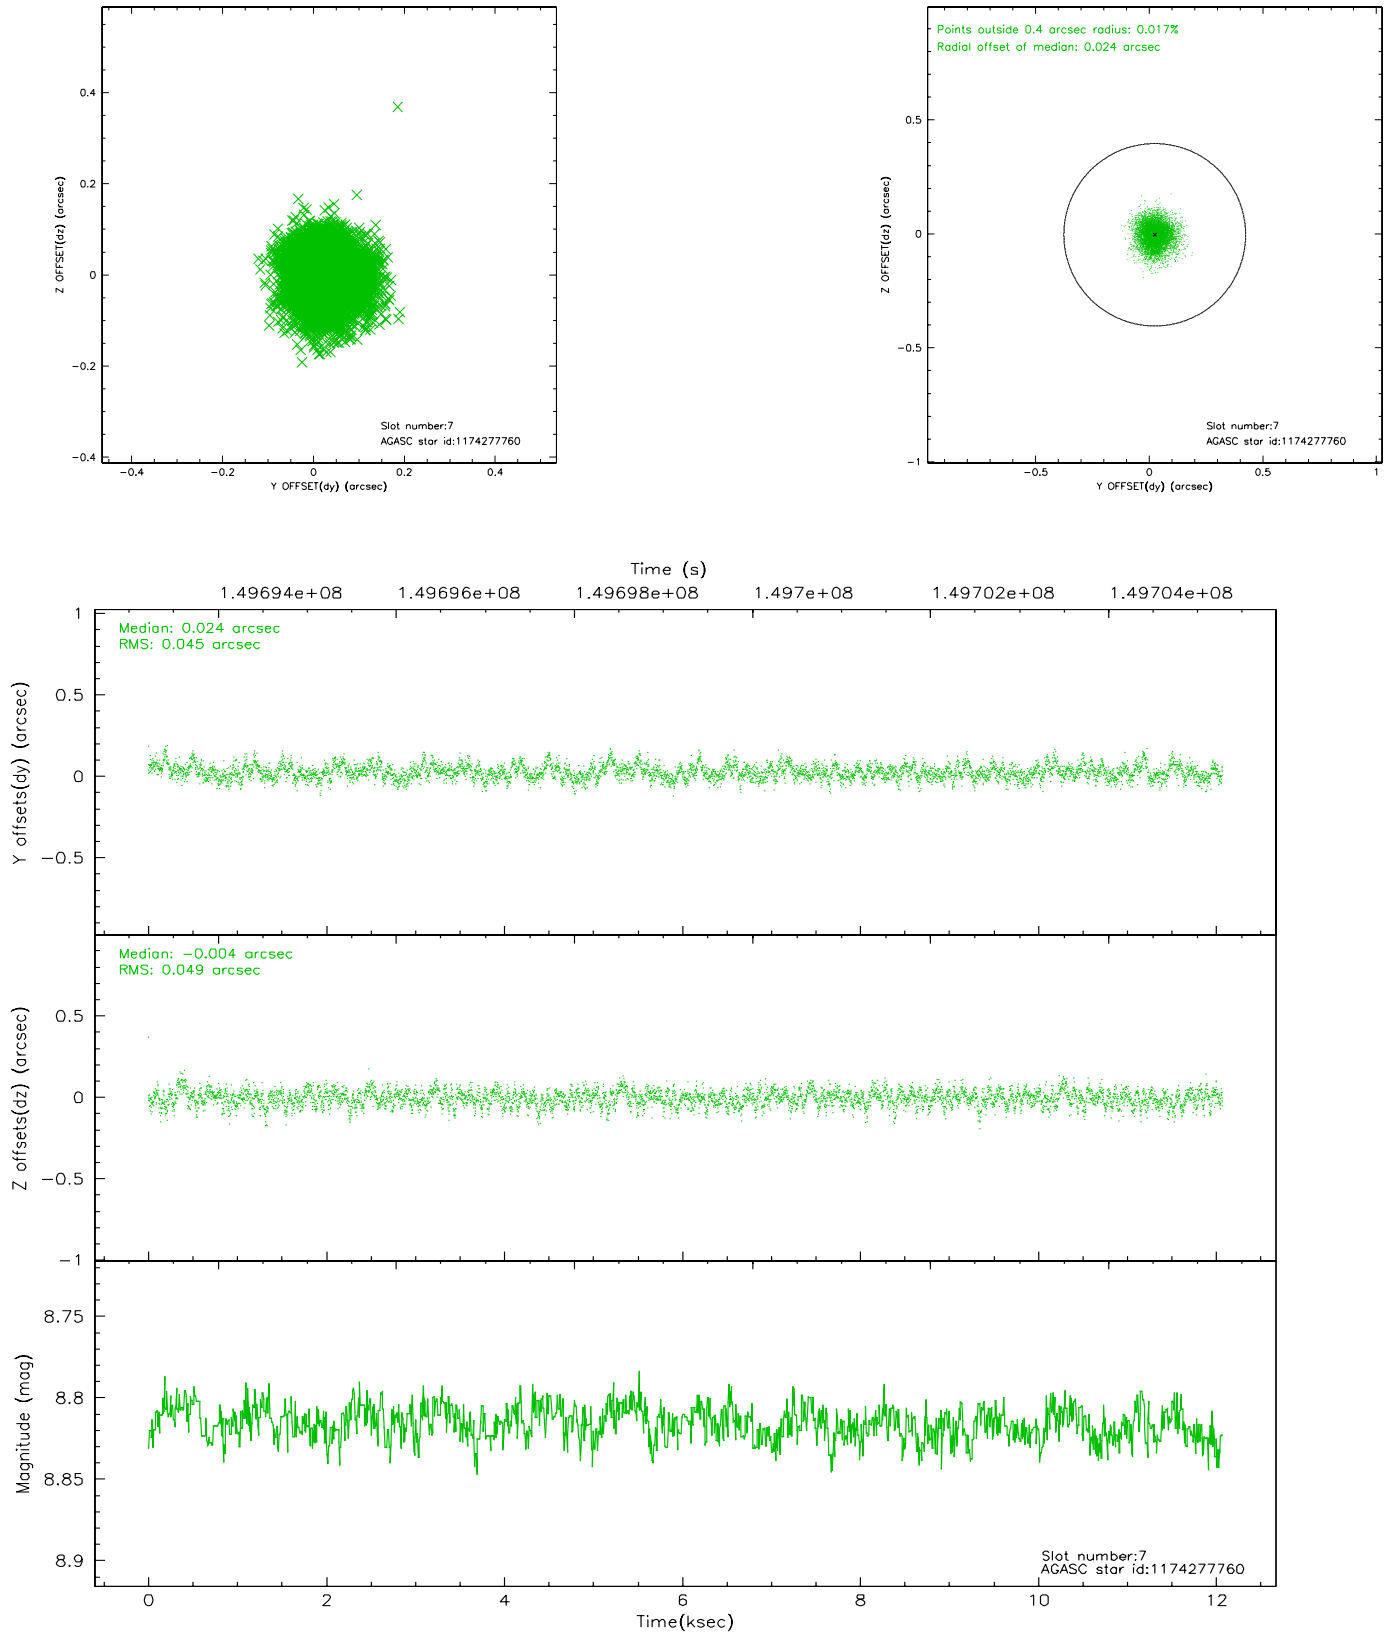 0.4
0.2
0
−0.2
−0.4
Z OFFSET(dz) (arcsec)
Slot number:7
AGASC star id:1174277760
−0.4 −0.2 0 0.2 0.4
Y OFFSET(dy) (arcsec)
Points outside 0.4 arcsec radius: 0.017%
Radial offset of median: 0.024 arcsec
0.5
0
−0.5
−1
Z OFFSET(dz) (arcsec)
Slot number:7
AGASC star id:1174277760
−0.5 0 0.5 1
Y OFFSET(dy) (arcsec)
Time (s)
1.49694e+08 1.49696e+08 1.49698e+08 1.497e+08 1.49702e+08 1.49704e+08
Median: 0.024 arcsec
RMS: 0.045 arcsec
1
0.5
0
−0.5
Y offsets(dy) (arcsec)
Median: −0.004 arcsec
RMS: 0.049 arcsec
0.5
0
−0.5
−1
Z offsets(dz) (arcsec)
8.75
8.8
8.85
8.9
Magnitude (mag)
Slot number:7
AGASC star id:1174277760
0 2 4 6 8 10 12
Time(ksec)